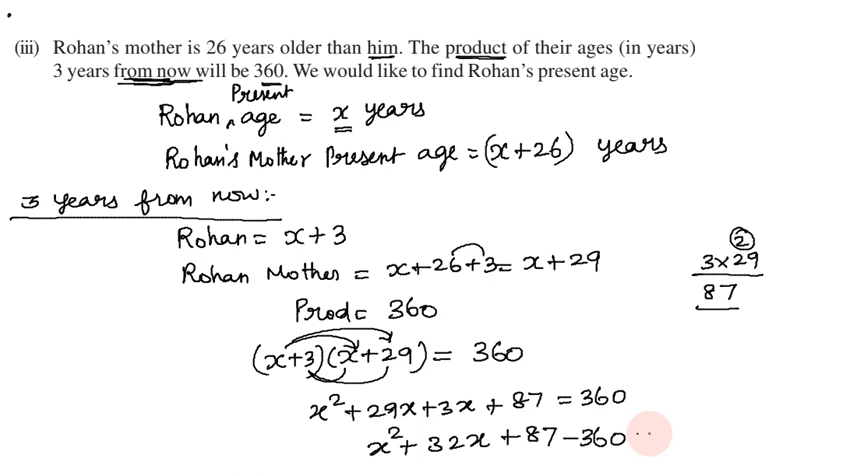 (iii) Rohan's mother is 26 years older than him. The product of their ages (in years)
3 years from now will be 360. We would like to find Rohan's present age.
Present
Rohan ^ age = x years
Rohan's Mother Present age = (x+26) years
3 years from now:-
Rohan = x+3
Rohan Mother = x+26+3 = x+29
2
3×29
87
Prod = 360
(x+3)(x+29) = 360
x²+29x+3x+87 = 360
x²+32x+87-360